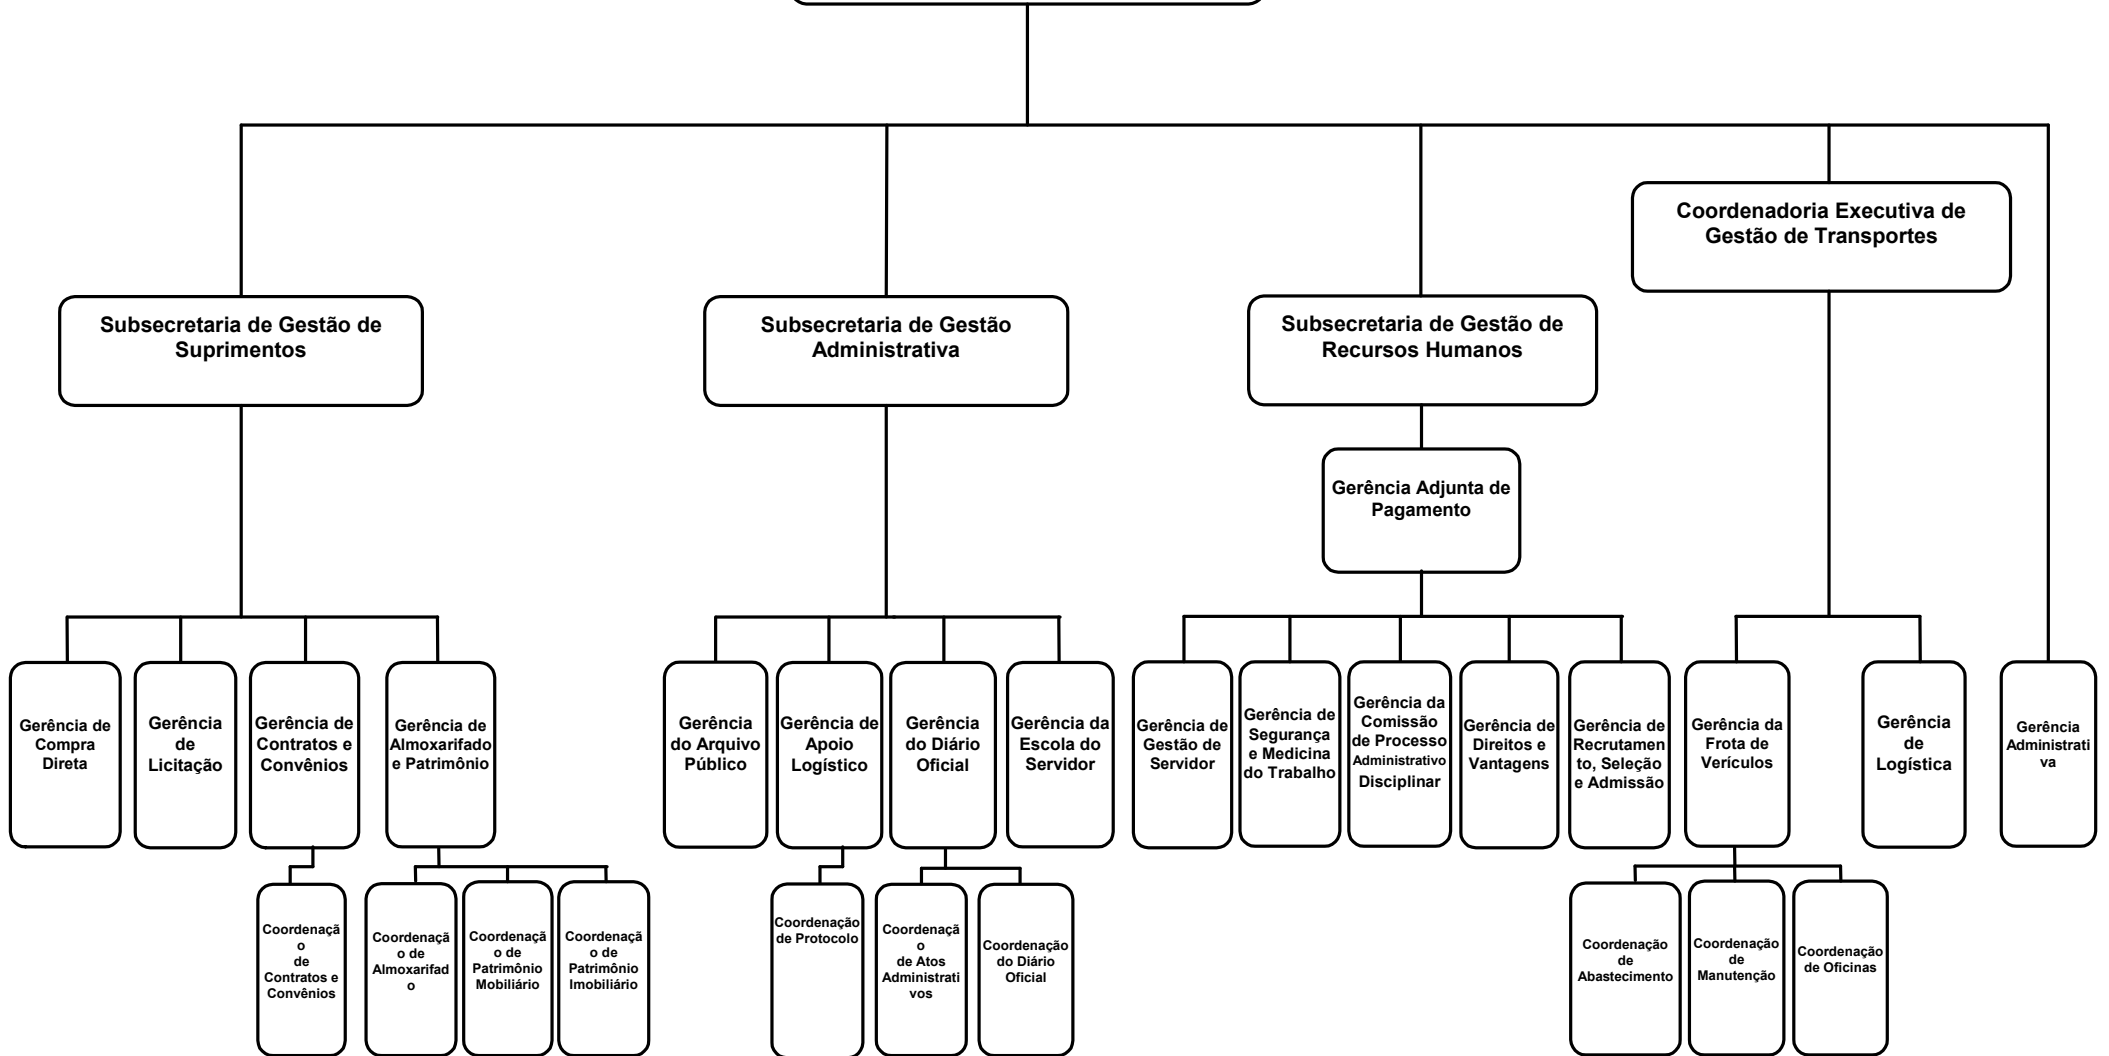 Coordenadoria Executiva de
Gestão de Transportes
Subsecretaria de Gestão de
Suprimentos
Subsecretaria de Gestão
Administrativa
Subsecretaria de Gestão de
Recursos Humanos
Gerência Adjunta de
Pagamento
Gerência de
Compra
Direta
Gerência
de
Licitação
Gerência de
Contratos e
Convênios
Gerência de
Almoxarifado
e Patrimônio
Gerência
do Arquivo
Público
Gerência de
Apoio
Logístico
Gerência
do Diário
Oficial
Gerência da
Escola do
Servidor
Gerência de
Gestão de
Servidor
Gerência de
Segurança
e Medicina
do Trabalho
Gerência da
Comissão
de Processo
Administrativo
Disciplinar
Gerência de
Direitos e
Vantagens
Gerência de
Recrutamen
to, Seleção
e Admissão
Gerência da
Frota de
Verículos
Gerência
de
Logística
Gerência
Administrati
va
Coordenaçã
o
de
Contratos e
Convênios
Coordenaçã
o de
Almoxarifad
o
Coordenaçã
o de
Patrimônio
Mobiliário
Coordenaçã
o de
Patrimônio
Imobiliário
Coordenação
de Protocolo
Coordenaçã
o
de Atos
Administrati
vos
Coordenação
do Diário
Oficial
Coordenação
de
Abastecimento
Coordenação
de
Manutenção
Coordenação
de Oficinas